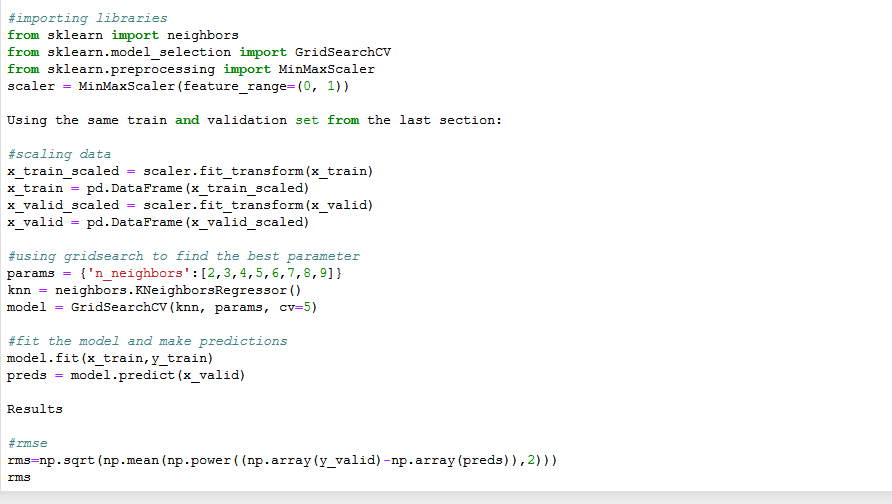 #importing libraries
from sklearn import neighbors
from sklearn.model_selection import GridSearchCV
from sklearn.preprocessing import MinMaxScaler
scaler = MinMaxScaler(feature_range=(0, 1))
Using the same train and validation set from the last section:
#scaling data
x_train_scaled = scaler.fit_transform(x_train)
x_train = pd.DataFrame(x_train_scaled)
x_valid_scaled = scaler.fit_transform(x_valid)
x_valid = pd.DataFrame(x_valid_scaled)
#using gridsearch to find the best parameter
params = {'n_neighbors':[2,3,4,5,6,7,8,9]}
knn = neighbors.KNeighborsRegressor()
model = GridSearchCV(knn, params, cv=5)
#fit the model and make predictions
model.fit(x_train,y_train)
preds = model.predict(x_valid)
Results
#rmse
rms=np.sqrt(np.mean(np.power((np.array(y_valid)-np.array(preds)),2)))
rms